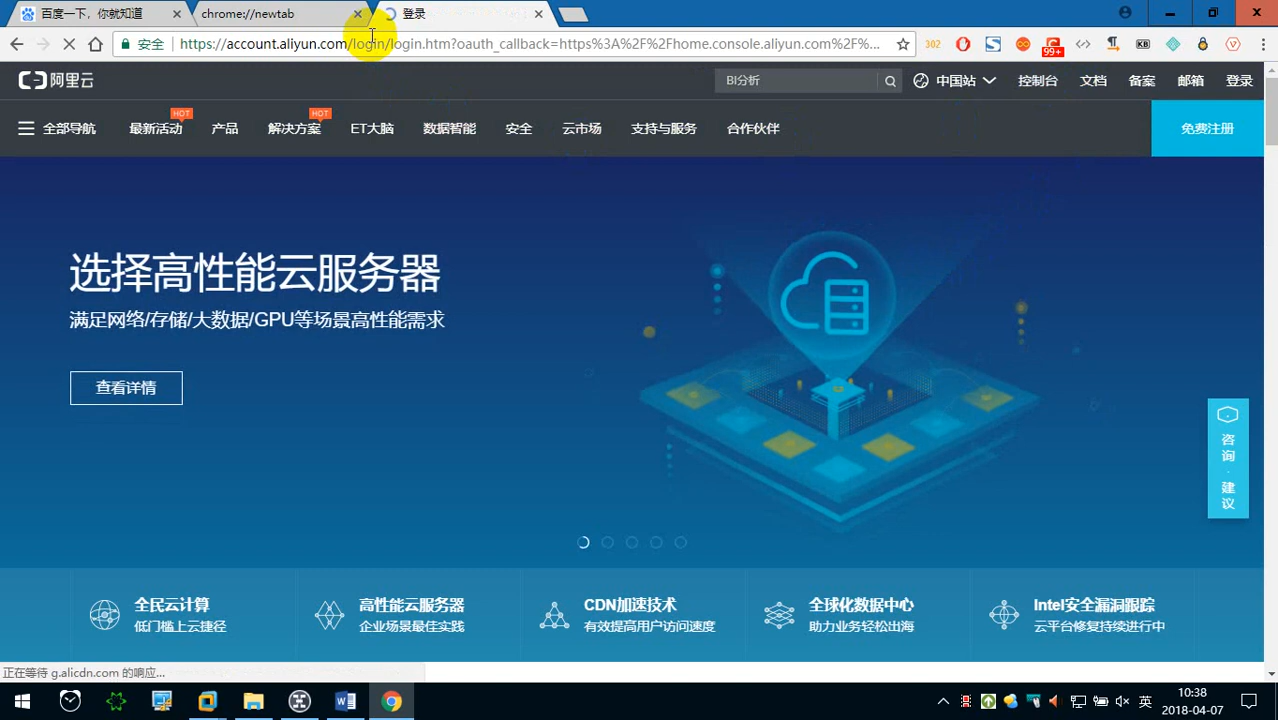 百度一下，你就知道
chrome://newtab
登录
安全
https://account.aliyun.com/login/login.htm?oauth_callback=https%3A%2F%2Fhome.console.aliyun.com%2F%...
302
99+
KB
阿里云
BI分析
中国站
控制台
文档
备案
邮箱
登录
全部导航
最新活动
HOT
产品
解决方案
HOT
ET大脑
数据智能
安全
云市场
支持与服务
合作伙伴
免费注册
选择高性能云服务器
满足网络/存储/大数据/GPU等场景高性能需求
查看详情
咨
询
·
建
议
全民云计算
低门槛上云捷径
高性能云服务器
企业场景最佳实践
CDN加速技术
有效提高用户访问速度
全球化数据中心
助力业务轻松出海
Intel安全漏洞跟踪
云平台修复持续进行中
正在等待 g.alicdn.com 的响应...
英
10:38
2018-04-07